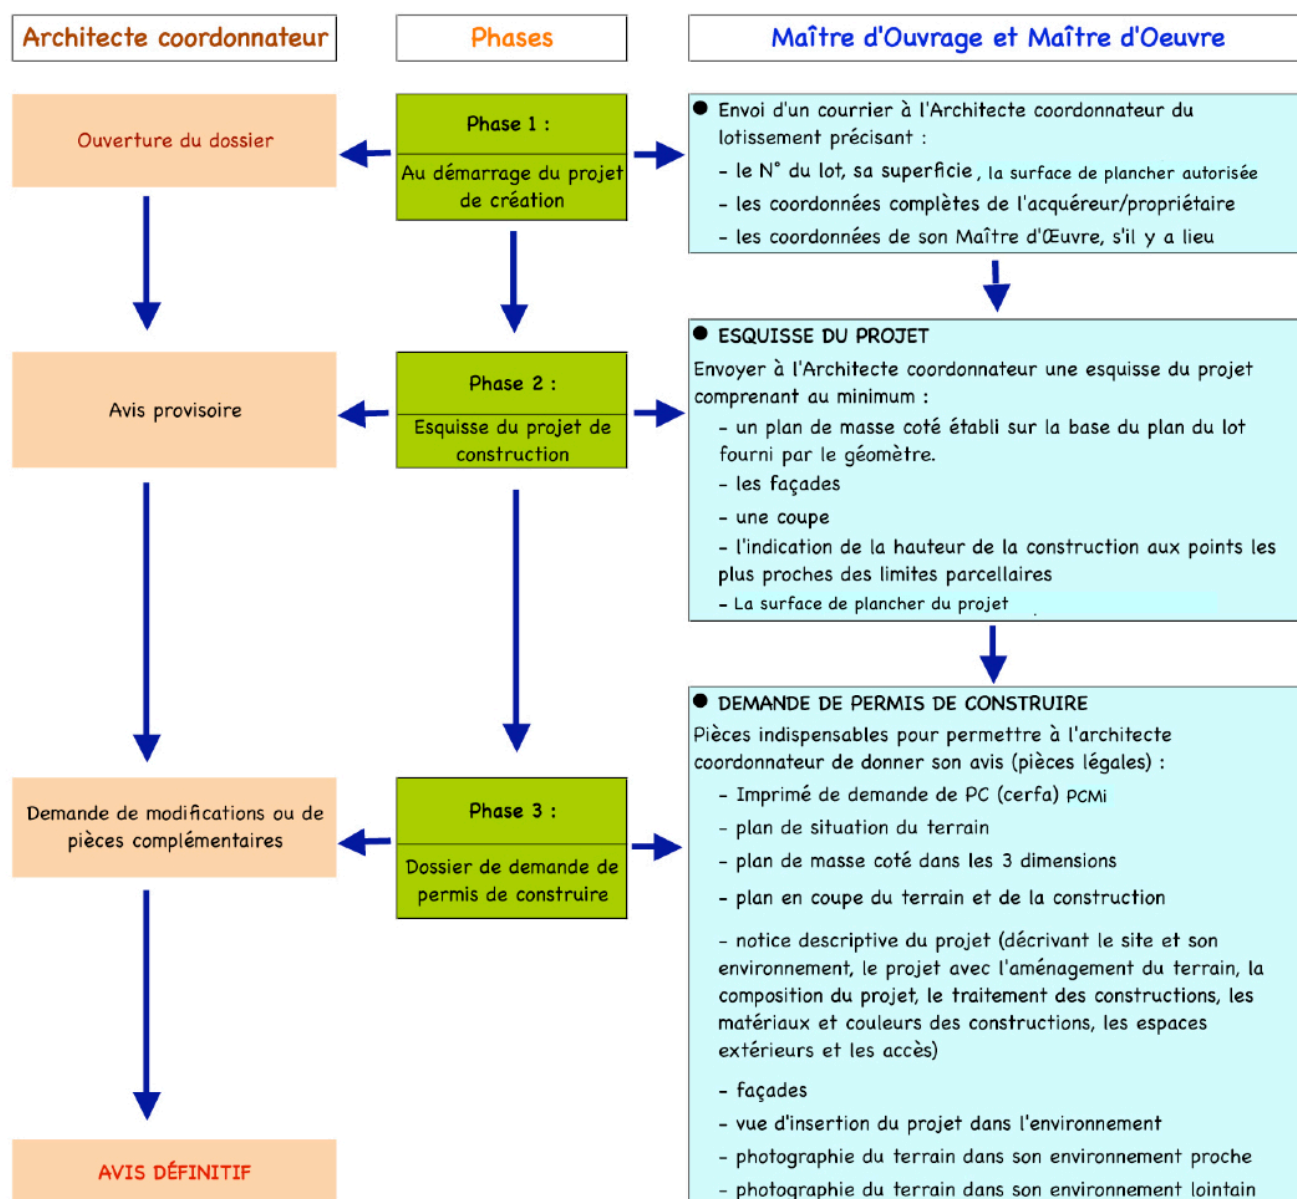 Architecte coordonnateur
Phases
Maître d'Ouvrage et Maître d'Oeuvre
Ouverture du dossier
Phase 1 :
Au démarrage du projet
de création
● Envoi d'un courrier à l'Architecte coordonnateur du
lotissement précisant :
- le N° du lot, sa superficie, la surface de plancher autorisée
- les coordonnées complètes de l'acquéreur/propriétaire
- les coordonnées de son Maître d'Œuvre, s'il y a lieu
Avis provisoire
Phase 2 :
Esquisse du projet de
construction
● ESQUISSE DU PROJET
Envoyer à l'Architecte coordonnateur une esquisse du projet
comprenant au minimum :
- un plan de masse coté établi sur la base du plan du lot
fourni par le géomètre.
- les façades
- une coupe
- l'indication de la hauteur de la construction aux points les
plus proches des limites parcellaires
- La surface de plancher du projet
Demande de modifications ou de
pièces complémentaires
Phase 3 :
Dossier de demande de
permis de construire
● DEMANDE DE PERMIS DE CONSTRUIRE
Pièces indispensables pour permettre à l'architecte
coordonnateur de donner son avis (pièces légales) :
- Imprimé de demande de PC (cerfa) PCMi
- plan de situation du terrain
- plan de masse coté dans les 3 dimensions
- plan en coupe du terrain et de la construction
- notice descriptive du projet (décrivant le site et son
environnement, le projet avec l'aménagement du terrain, la
composition du projet, le traitement des constructions, les
matériaux et couleurs des constructions, les espaces
extérieurs et les accès)
- façades
- vue d'insertion du projet dans l'environnement
- photographie du terrain dans son environnement proche
- photographie du terrain dans son environnement lointain
AVIS DÉFINITIF